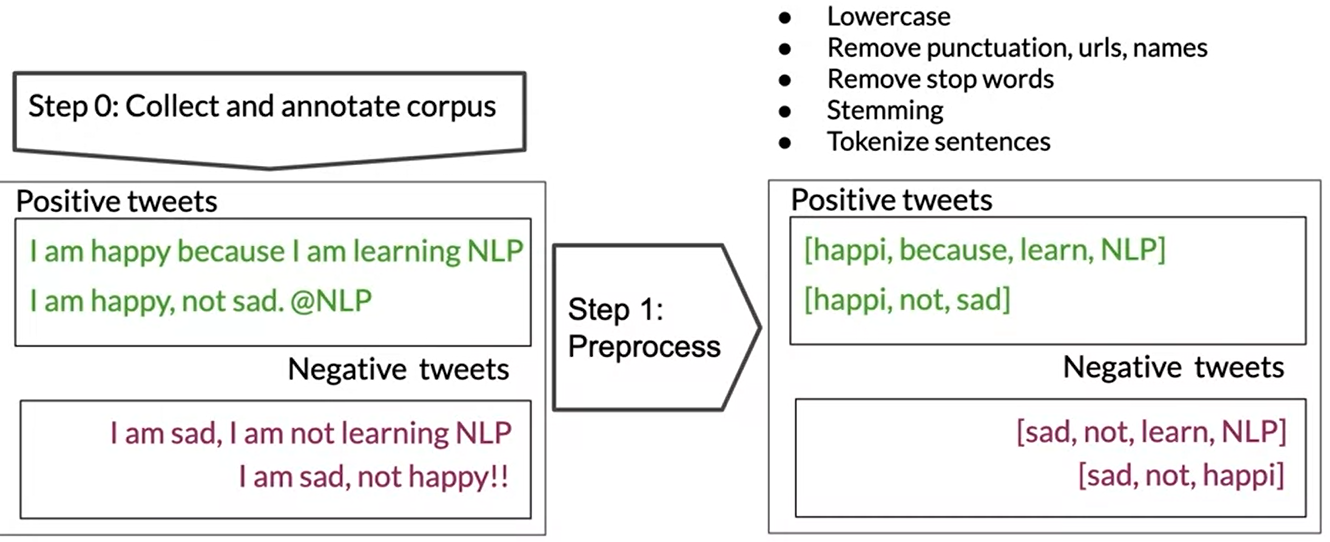 Step 0: Collect and annotate corpus
Positive tweets
I am happy because I am learning NLP
I am happy, not sad. @NLP
Negative tweets
I am sad, I am not learning NLP
I am sad, not happy!!
Step 1:
Preprocess
● Lowercase
● Remove punctuation, urls, names
● Remove stop words
● Stemming
● Tokenize sentences
Positive tweets
[happi, because, learn, NLP]
[happi, not, sad]
Negative tweets
[sad, not, learn, NLP]
[sad, not, happi]